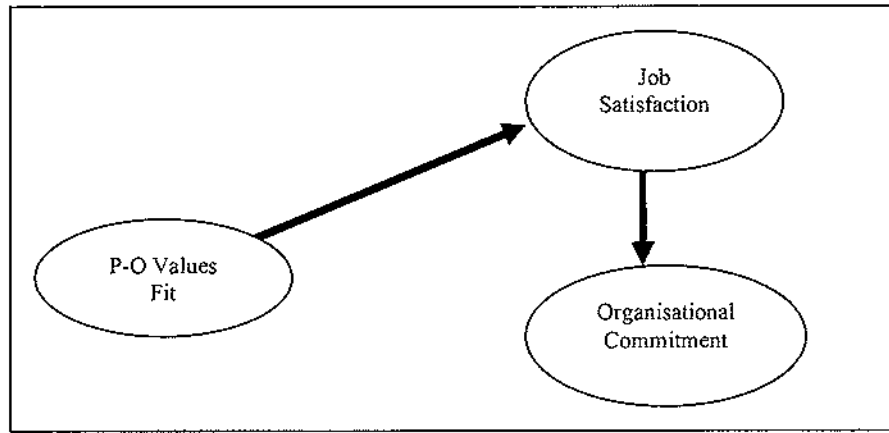 Job
Satisfaction
P-O Values
Fit
Organisational
Commitment